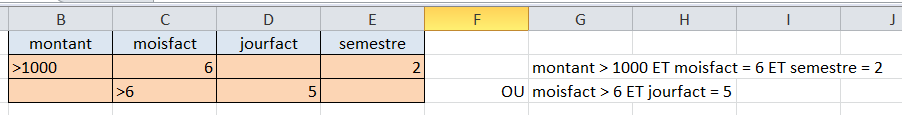 B C D E F G H I J
montant moisfact jourfact semestre
>1000 6 2 montant > 1000 ET moisfact = 6 ET semestre = 2
>6 5 OU moisfact > 6 ET jourfact = 5